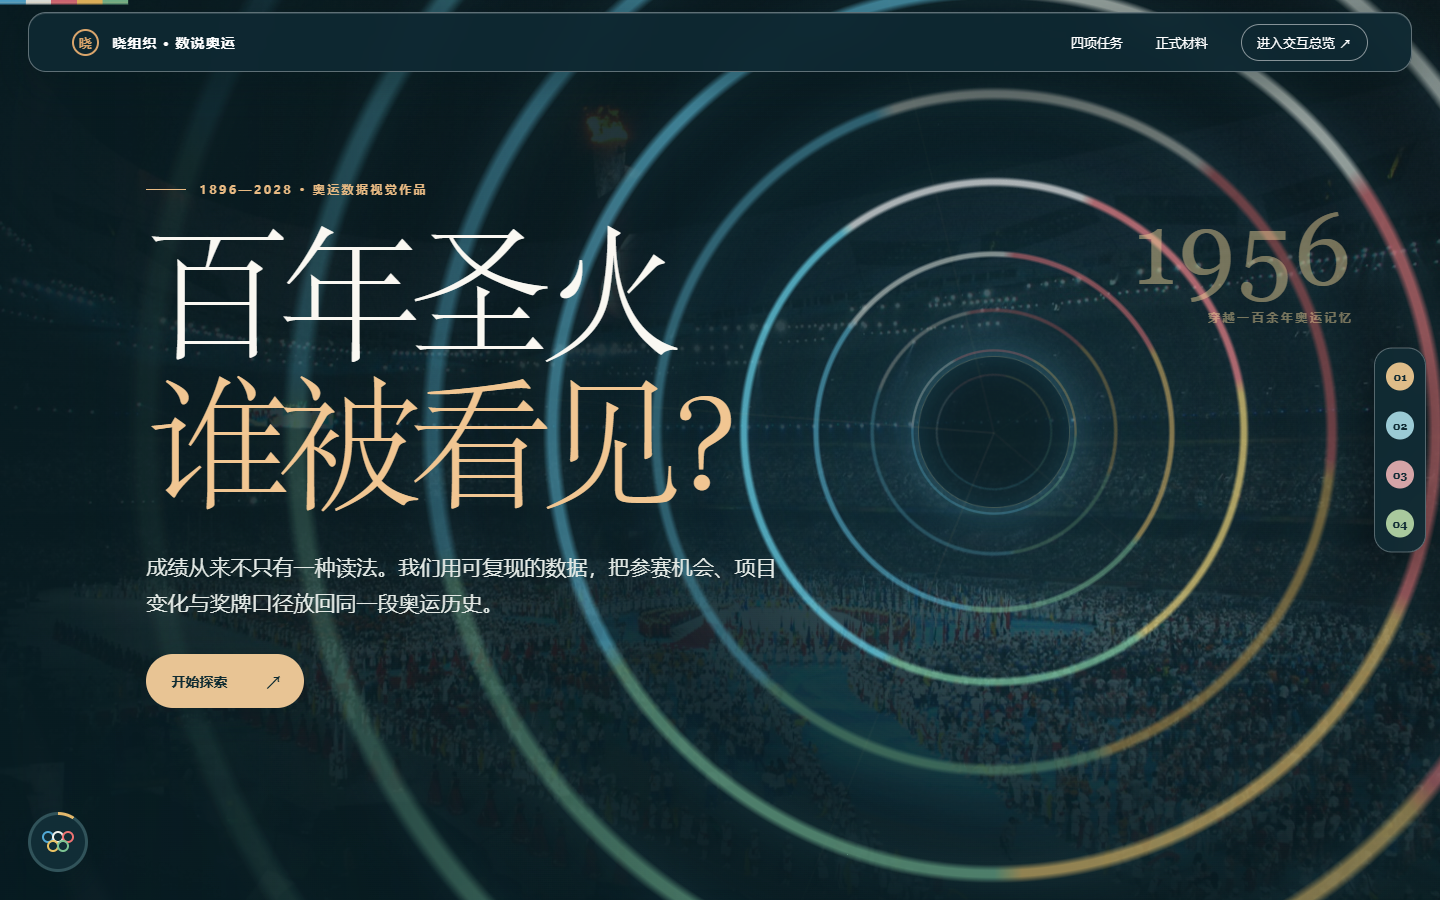 晓 晓组织 • 数说奥运
四项任务 正式材料 进入交互总览 ↗
1896—2028 • 奥运数据视觉作品
百年圣火
谁被看见?
1956
穿越一百余年奥运记忆
01
02
03
04
成绩从来不只有一种读法。我们用可复现的数据，把参赛机会、项目
变化与奖牌口径放回同一段奥运历史。
开始探索 ↗